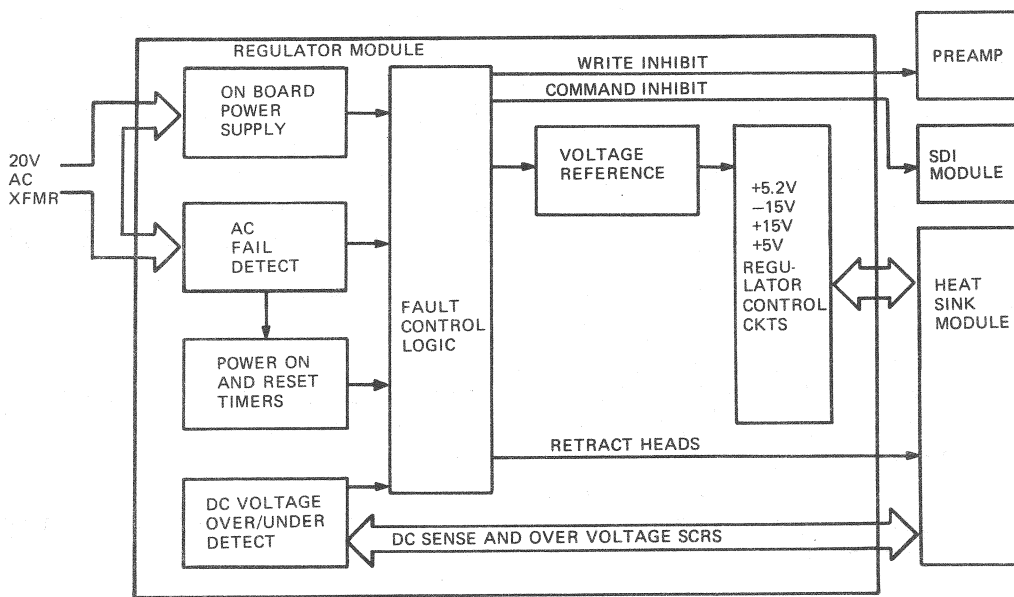 REGULATOR MODULE
ON BOARD
POWER
SUPPLY
20V
AC
XFMR
AC
FAIL
DETECT
POWER ON
AND RESET
TIMERS
DC VOLTAGE
OVER/UNDER
DETECT
FAULT
CONTROL
LOGIC
WRITE INHIBIT
COMMAND INHIBIT
VOLTAGE
REFERENCE
+5.2V
−15V
+15V
+5V
REGU-
LATOR
CONTROL
CKTS
RETRACT HEADS
DC SENSE AND OVER VOLTAGE SCRS
PREAMP
SDI
MODULE
HEAT
SINK
MODULE